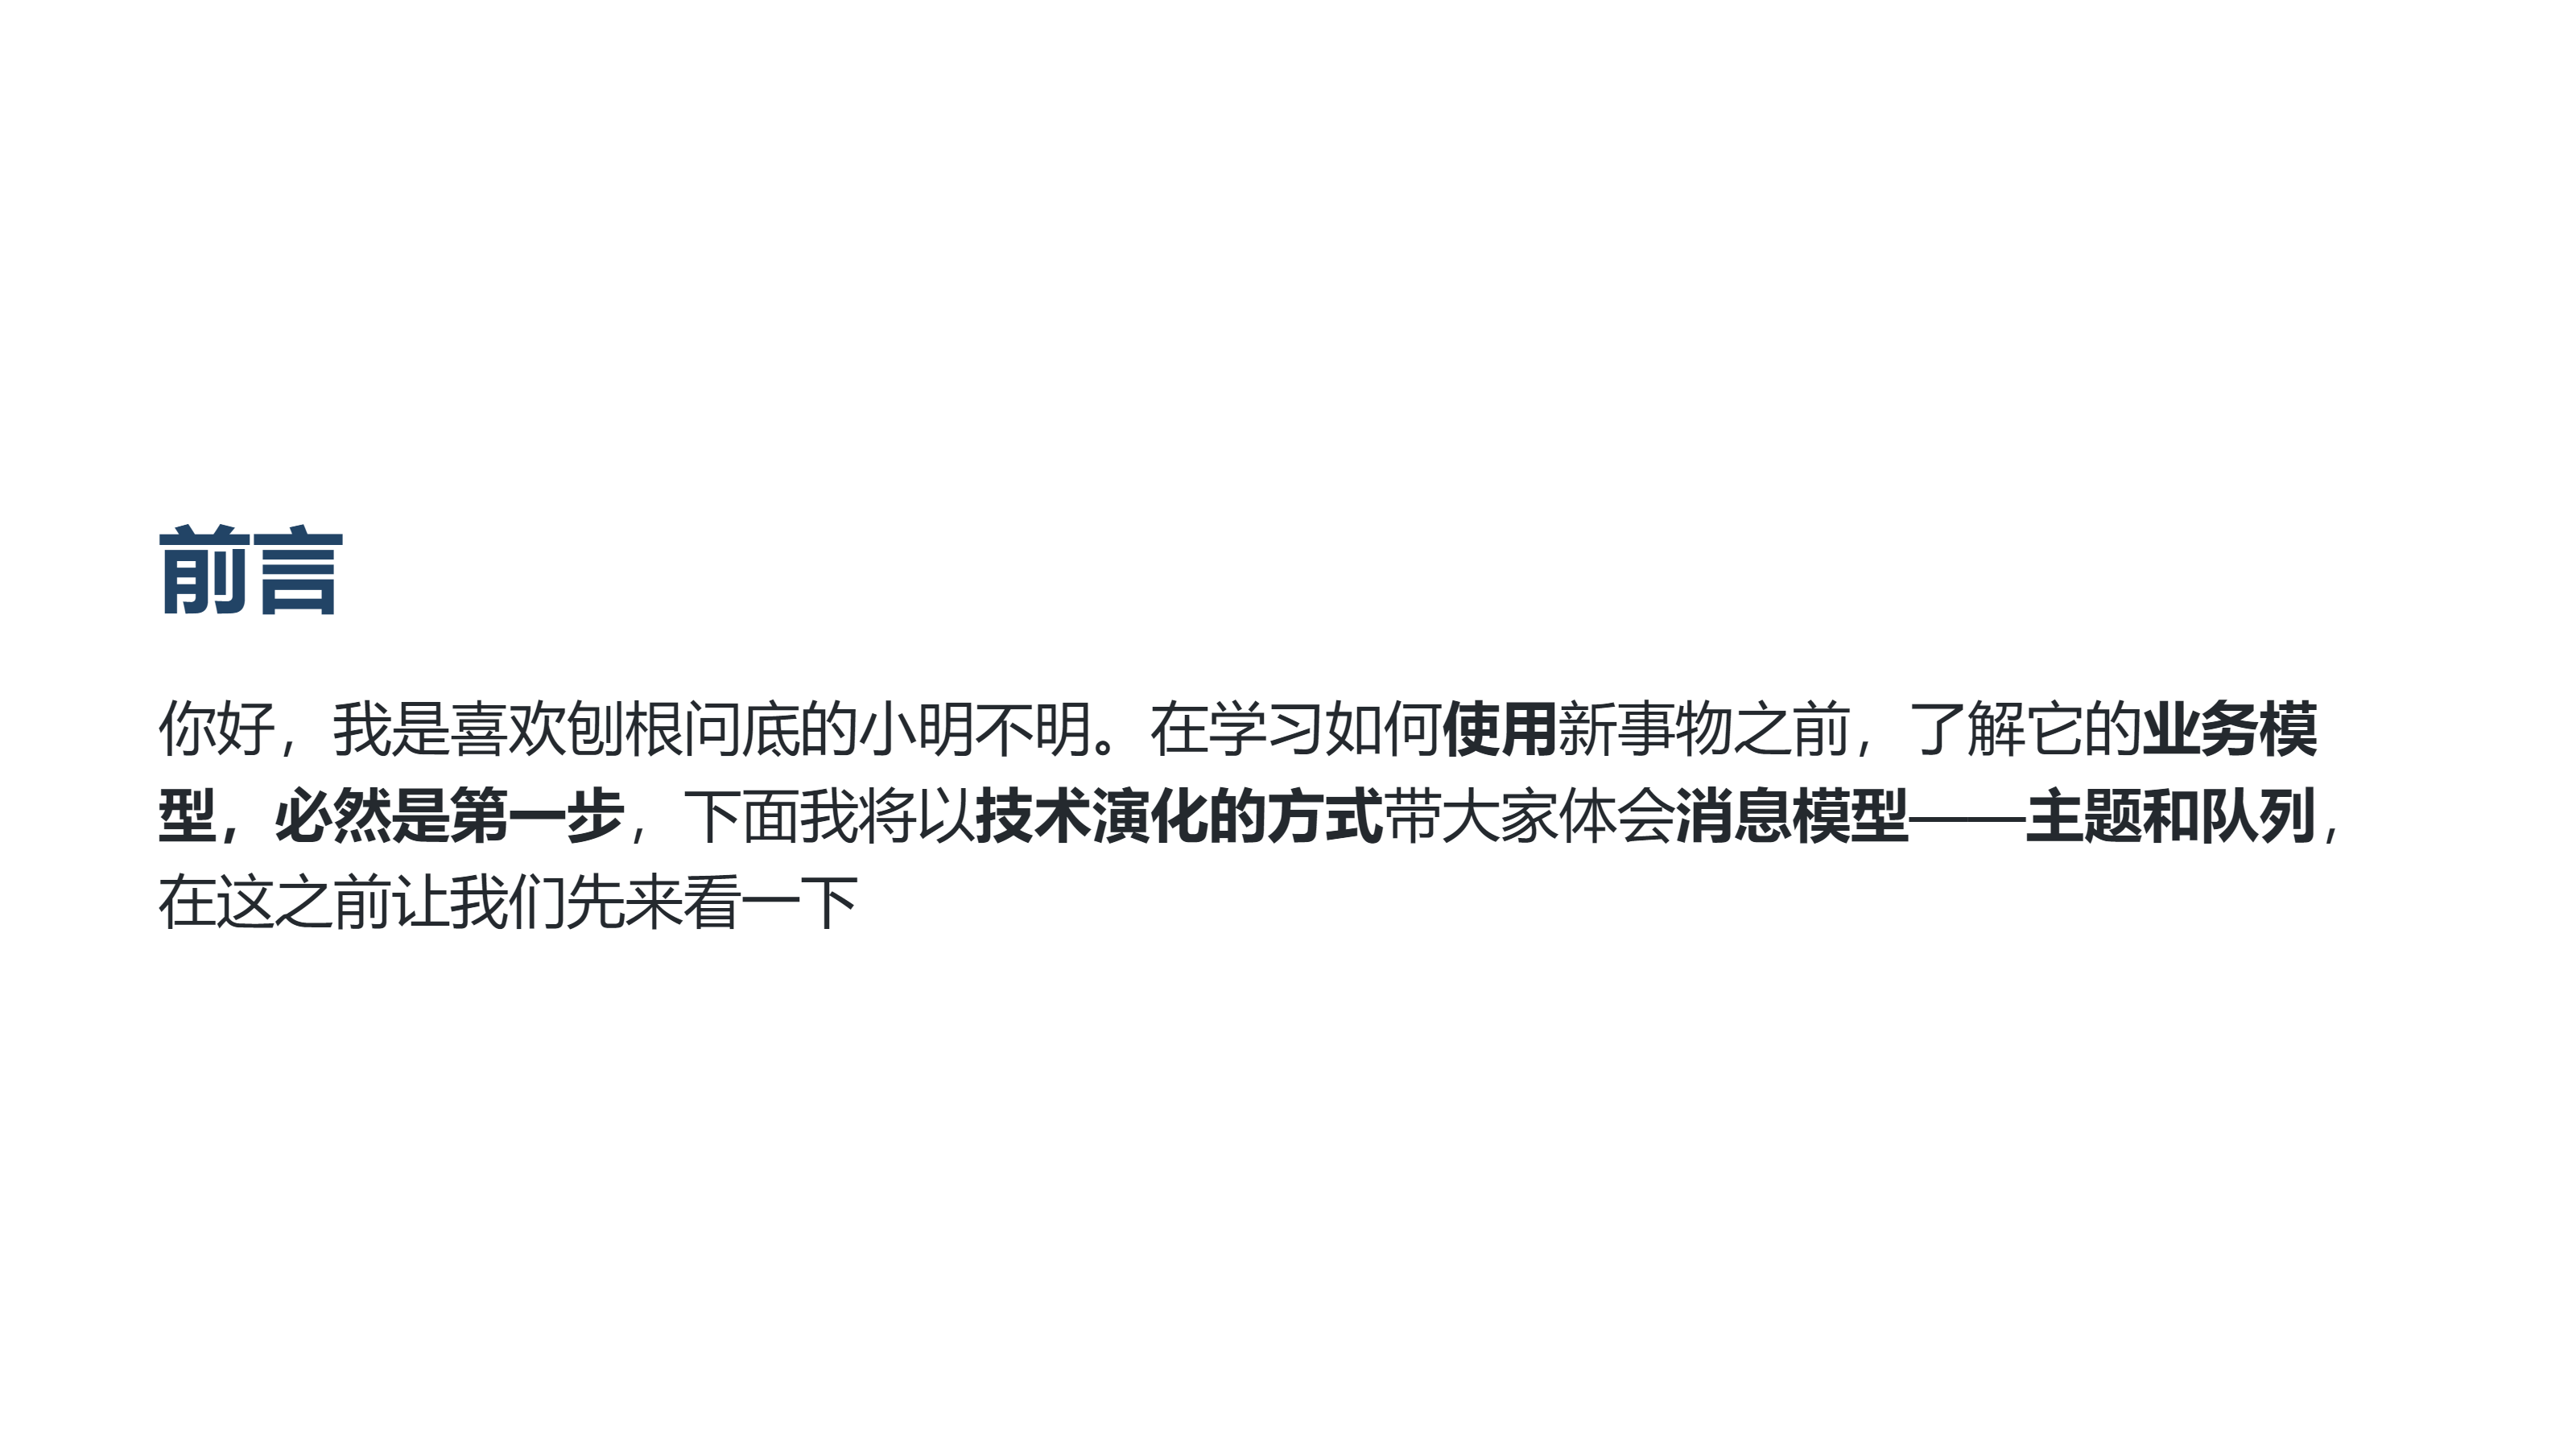 前言
你好，我是喜欢刨根问底的小明不明。在学习如何使用新事物之前，了解它的业务模
型，必然是第一步，下面我将以技术演化的方式带大家体会消息模型——主题和队列，
在这之前让我们先来看一下